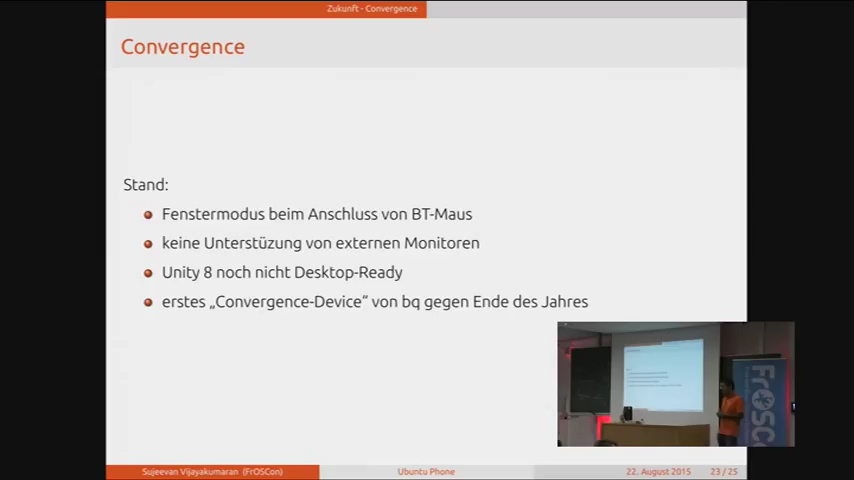 Zukunft - Convergence
Convergence
Stand:
Fenstermodus beim Anschluss von BT-Maus
keine Unterstüzung von externen Monitoren
Unity 8 noch nicht Desktop-Ready
erstes „Convergence-Device“ von bq gegen Ende des Jahres
FrOSCo
Sujeevan Vijayakumaran (FrOSCon)
Ubuntu Phone
22. August 2015
23 / 25